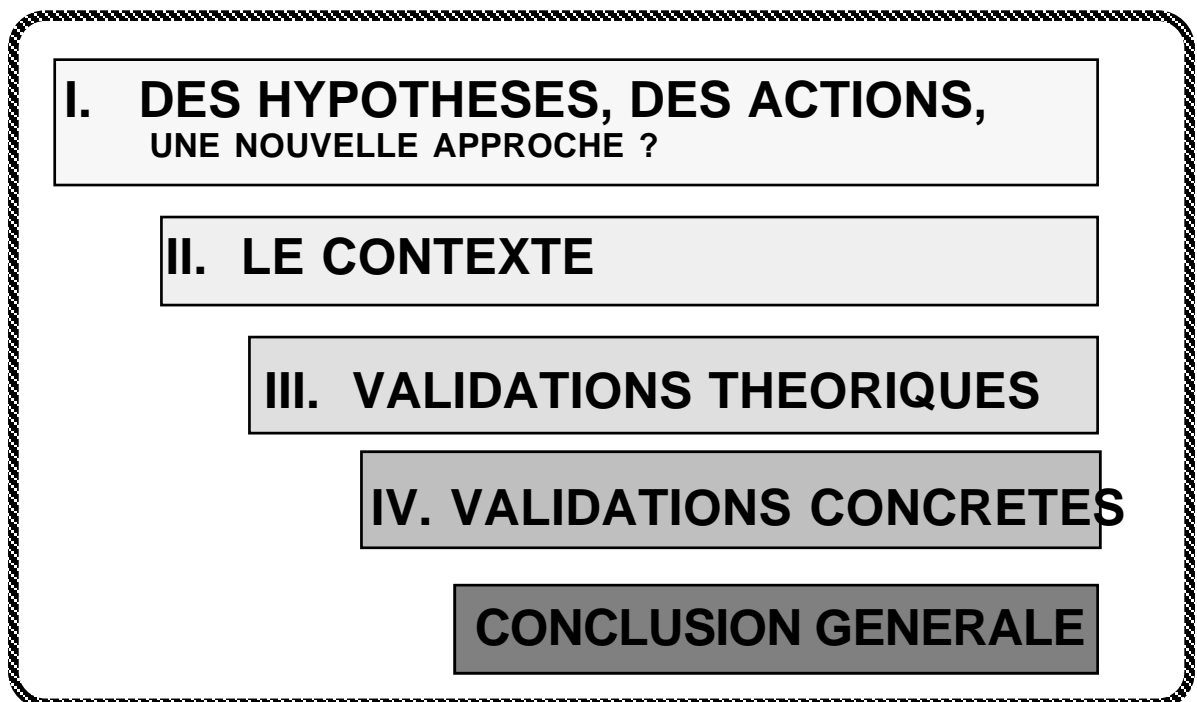 I. DES HYPOTHESES, DES ACTIONS,
UNE NOUVELLE APPROCHE ?
II. LE CONTEXTE
III. VALIDATIONS THEORIQUES
IV. VALIDATIONS CONCRETES
CONCLUSION GENERALE